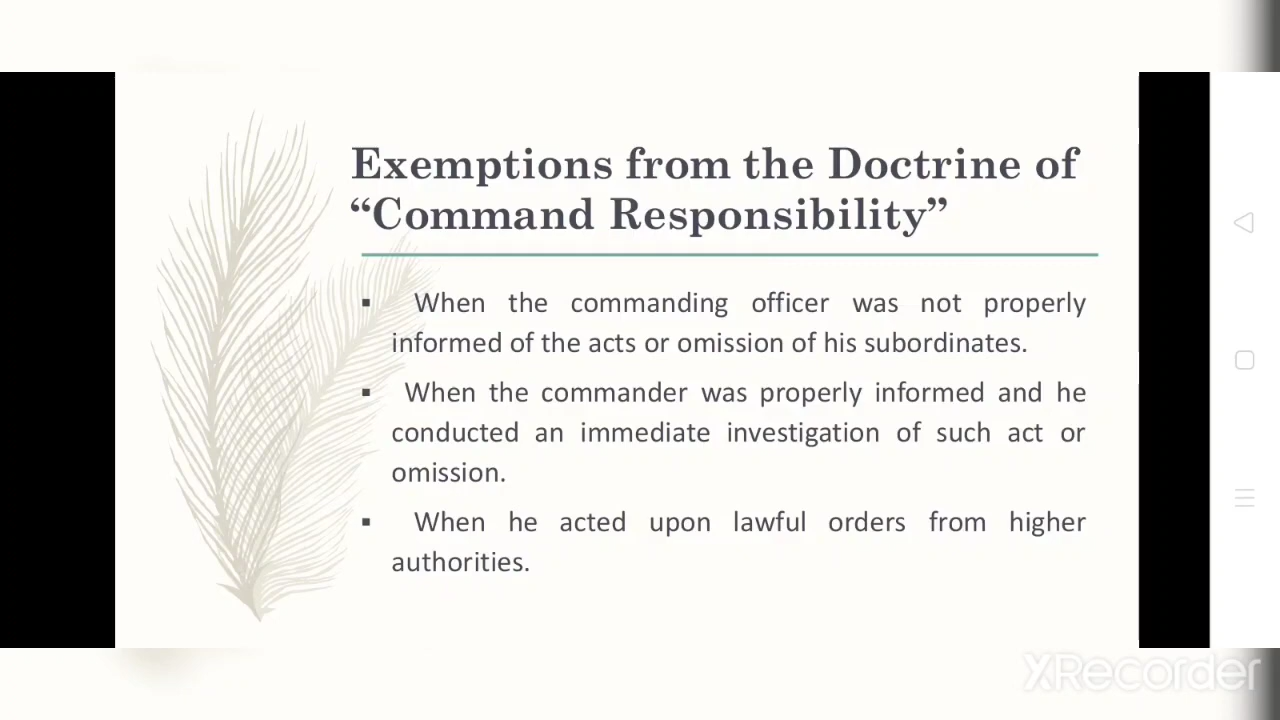 Exemptions from the Doctrine of
“Command Responsibility”
▪ When the commanding officer was not properly
informed of the acts or omission of his subordinates.
▪ When the commander was properly informed and he
conducted an immediate investigation of such act or
omission.
▪ When he acted upon lawful orders from higher
authorities.
XRecorder